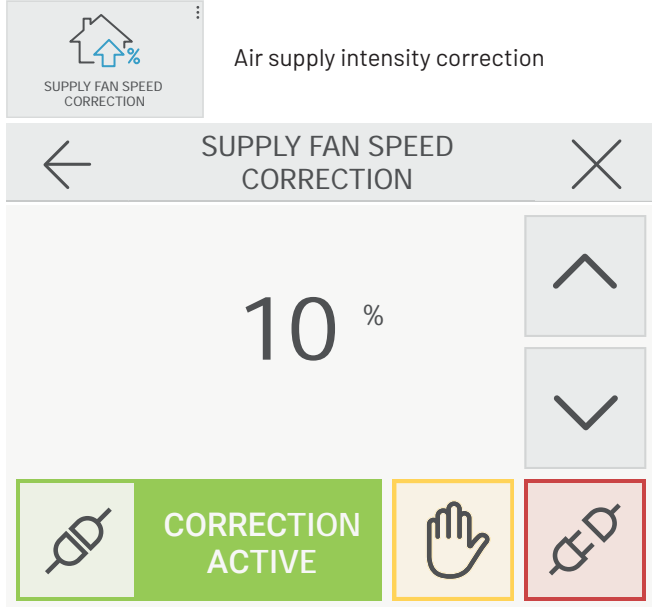 %
SUPPLY FAN SPEED
CORRECTION
Air supply intensity correction
SUPPLY FAN SPEED
CORRECTION
10 %
CORRECTION
ACTIVE